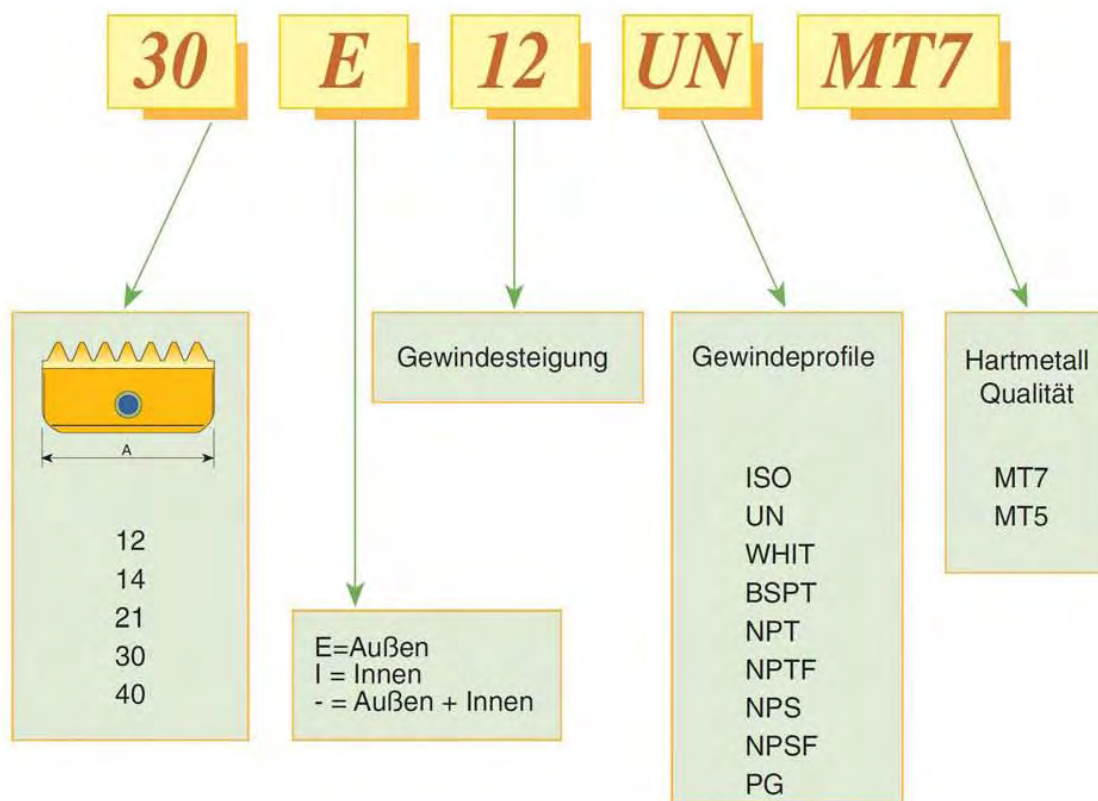 30 E 12 UN MT7
A
12
14
21
30
40
E=Außen
I = Innen
- = Außen + Innen
Gewindesteigung
Gewindeprofile
ISO
UN
WHIT
BSPT
NPT
NPTF
NPS
NPSF
PG
Hartmetall
Qualität
MT7
MT5